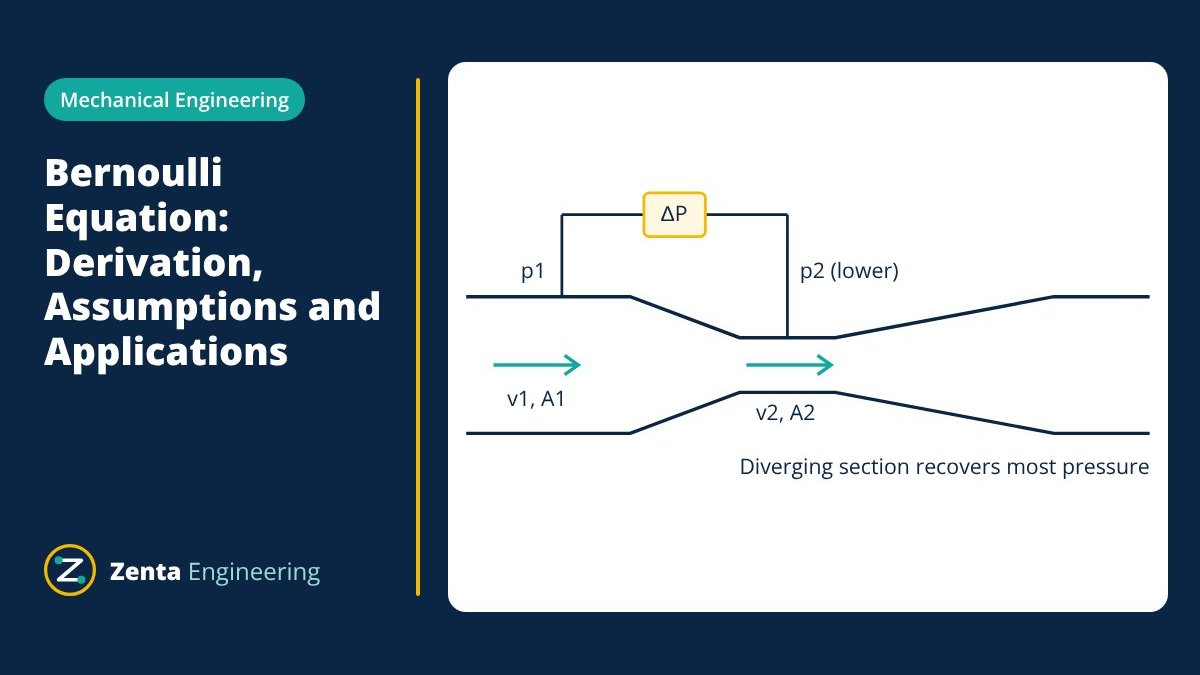 Mechanical Engineering
Bernoulli
Equation:
Derivation,
Assumptions and
Applications
Zenta Engineering
ΔP
p1
p2 (lower)
v1, A1
v2, A2
Diverging section recovers most pressure